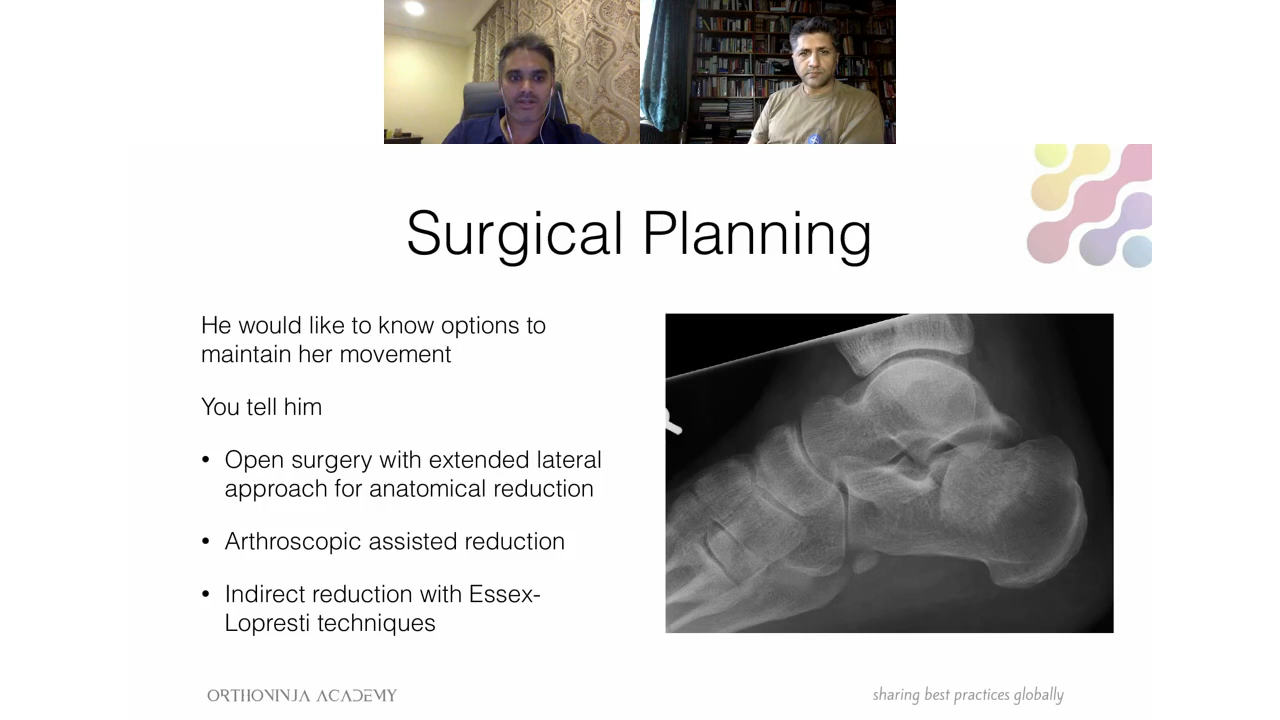 Surgical Planning
He would like to know options to
maintain her movement
You tell him
• Open surgery with extended lateral
approach for anatomical reduction
• Arthroscopic assisted reduction
• Indirect reduction with Essex-
Lopresti techniques
ORTHONINJA ACADEMY
sharing best practices globally